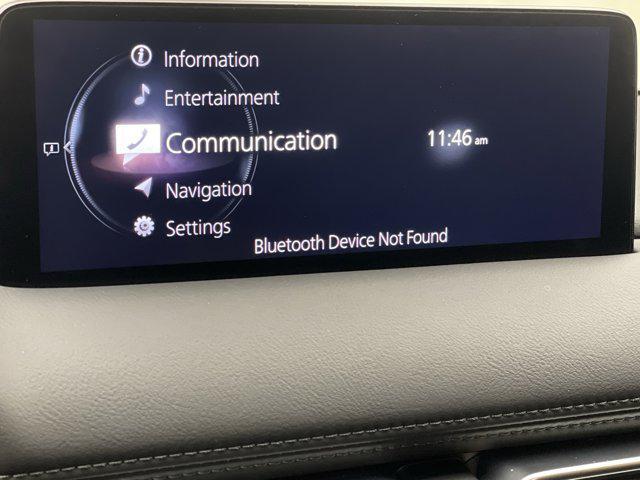 Information
Entertainment
Communication
11:46 am
Navigation
Settings
Bluetooth Device Not Found